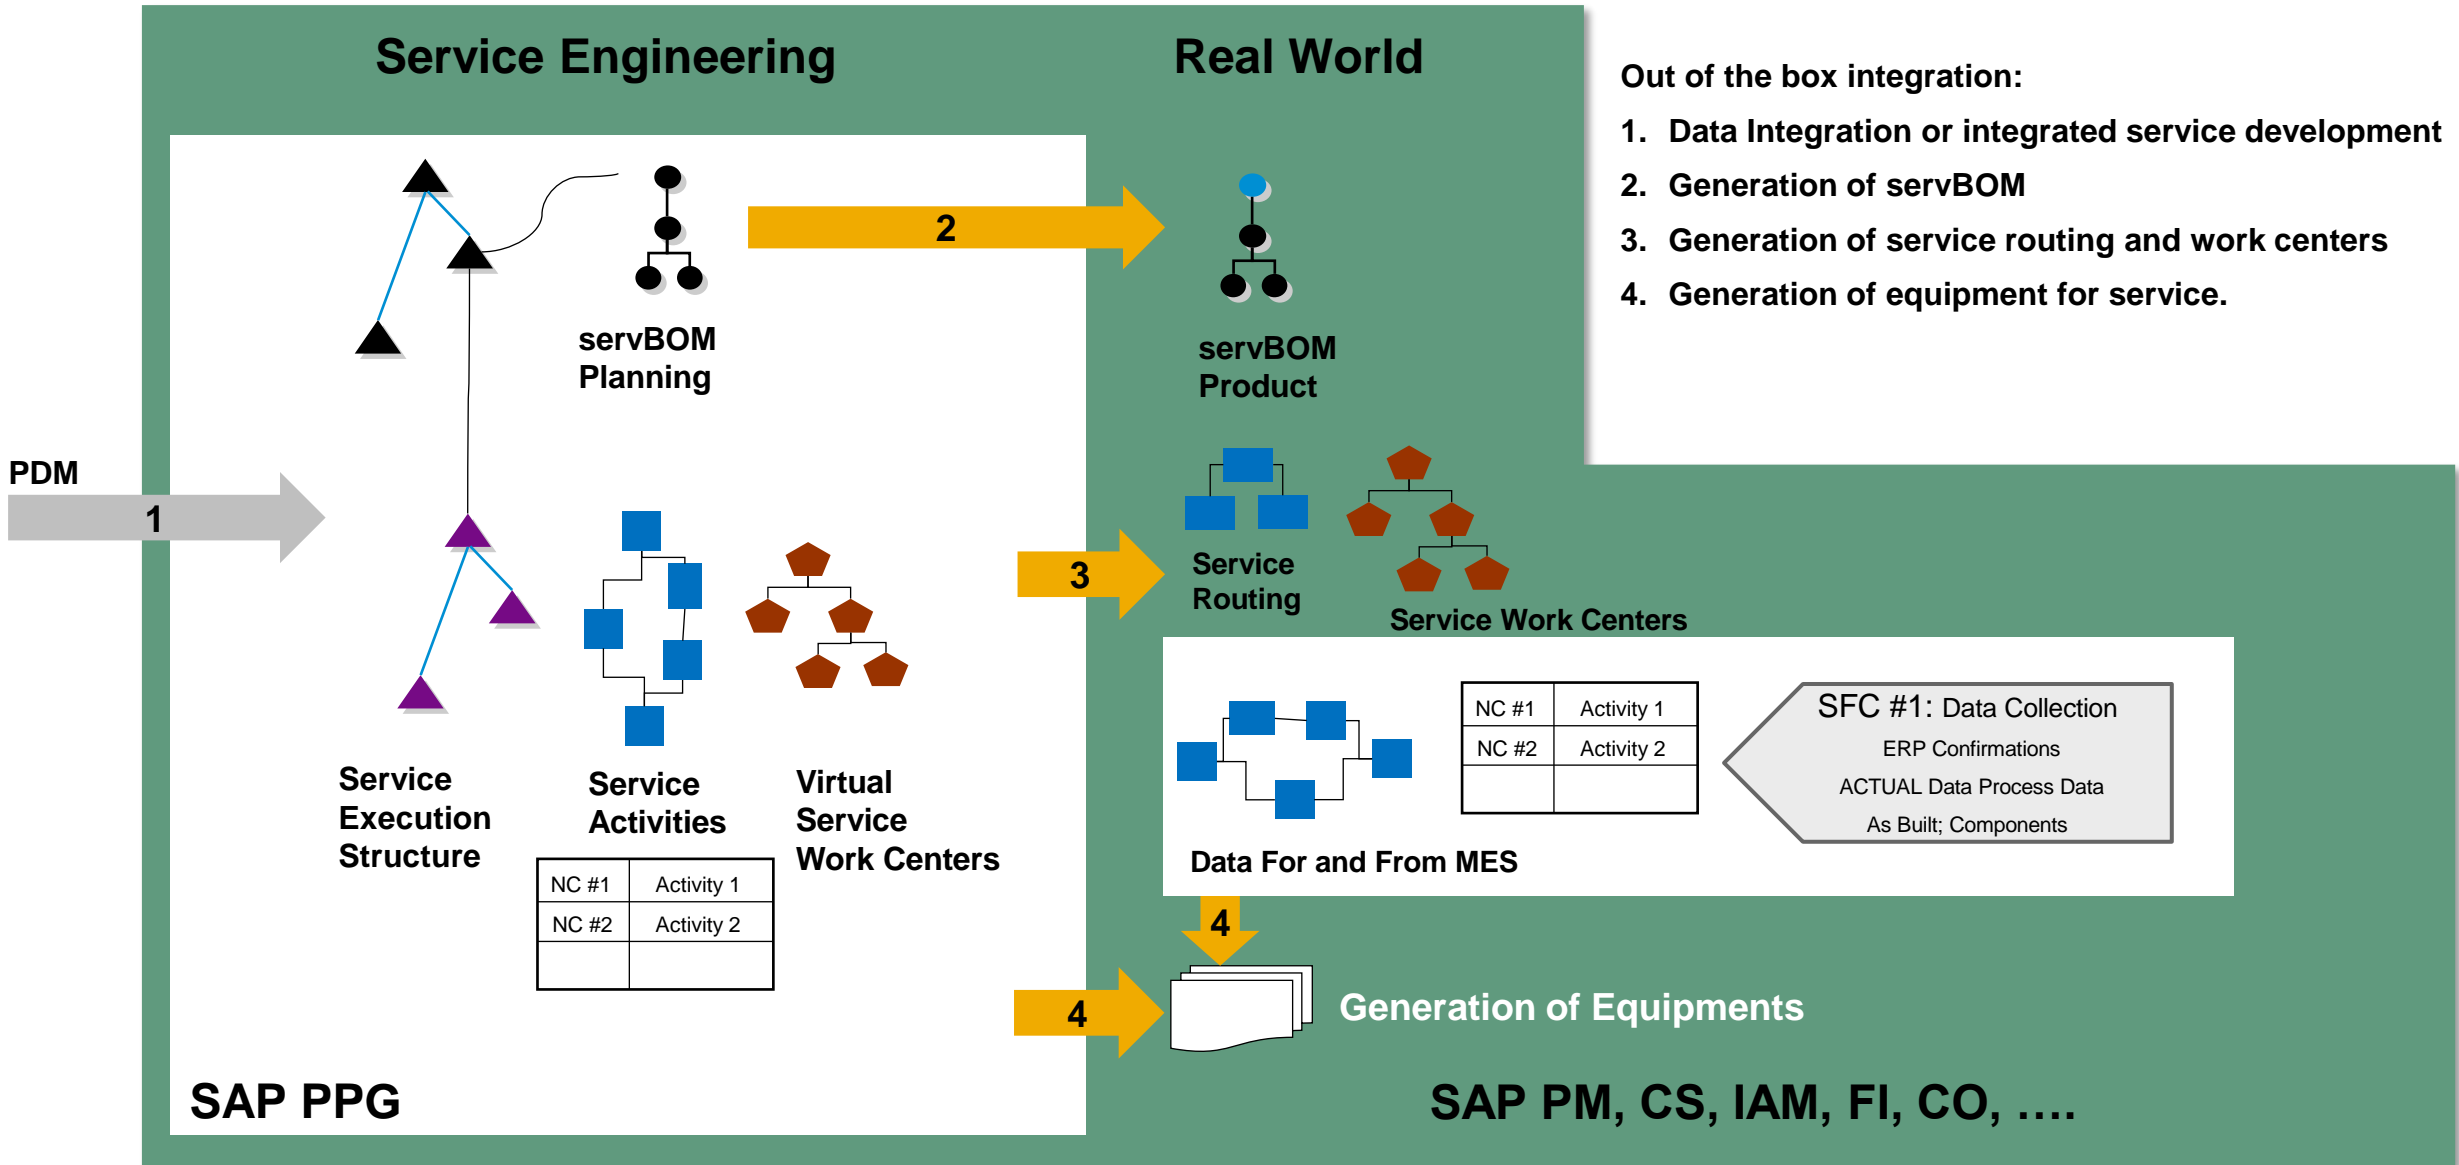 Service Engineering
Real World
Out of the box integration:
1. Data Integration or integrated service development
2. Generation of servBOM
3. Generation of service routing and work centers
4. Generation of equipment for service.
2
servBOM
Planning
servBOM
Product
PDM
1
3
Service
Routing
Service Work Centers
Service
Execution
Structure
Service
Activities
Virtual
Service
Work Centers
NC #1 Activity 1
NC #2 Activity 2
NC #1 Activity 1
NC #2 Activity 2
SFC #1: Data Collection
ERP Confirmations
ACTUAL Data Process Data
As Built; Components
Data For and From MES
4
4
Generation of Equipments
SAP PPG
SAP PM, CS, IAM, FI, CO, ....